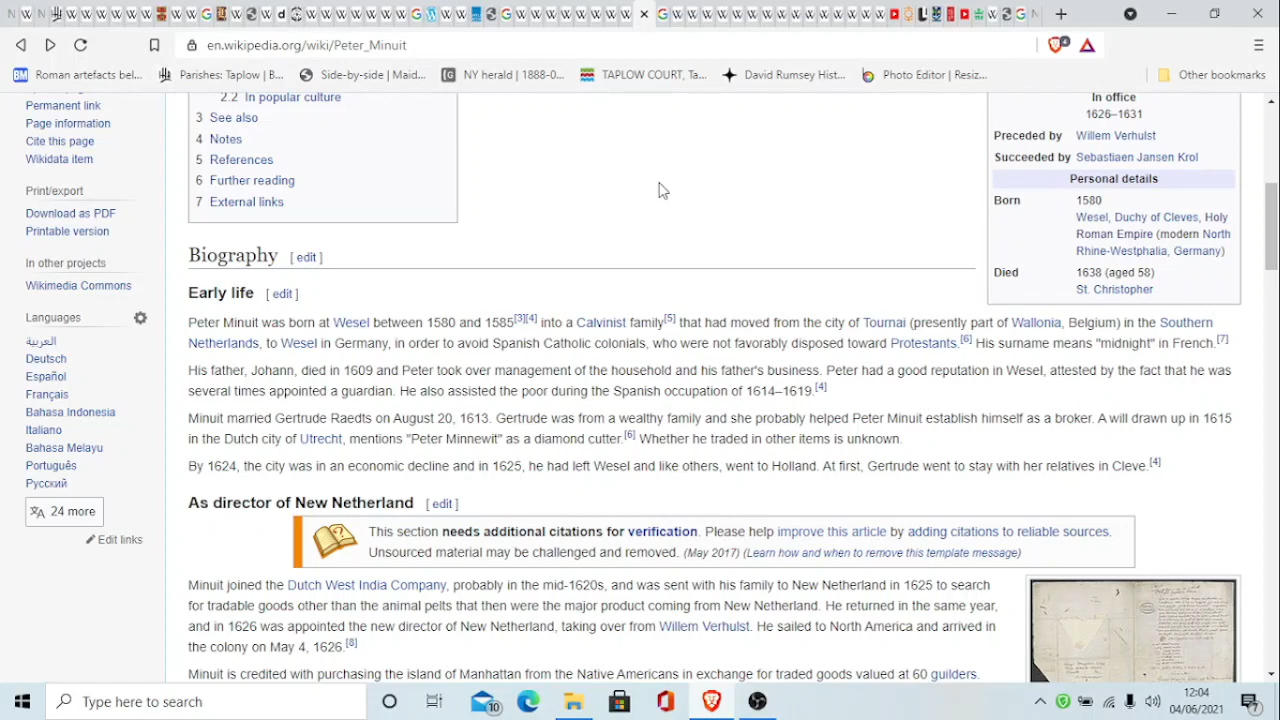 en.wikipedia.org/wiki/Peter_Minuit
Roman artefacts bel...
Parishes: Taplow | B...
Side-by-side | Maid...
NY herald | 1888-0...
TAPLOW COURT, Ta...
David Rumsey Hist...
Photo Editor | Resiz...
Other bookmarks
Permanent link
Page information
Cite this page
Wikidata item
Print/export
Download as PDF
Printable version
In other projects
Wikimedia Commons
Languages
العربية
Deutsch
Español
Français
Bahasa Indonesia
Italiano
Bahasa Melayu
Português
Русский
24 more
Edit links
2.2 In popular culture
3 See also
4 Notes
5 References
6 Further reading
7 External links
In office
1626–1631
Preceded by Willem Verhulst
Succeeded by Sebastiaen Jansen Krol
Personal details
Born 1580
Wesel, Duchy of Cleves, Holy
Roman Empire (modern North
Rhine-Westphalia, Germany)
Died 1638 (aged 58)
St. Christopher
Biography [ edit ]
Early life [ edit ]
Peter Minuit was born at Wesel between 1580 and 1585[3][4] into a Calvinist family[5] that had moved from the city of Tournai (presently part of Wallonia, Belgium) in the Southern
Netherlands, to Wesel in Germany, in order to avoid Spanish Catholic colonials, who were not favorably disposed toward Protestants.[6] His surname means "midnight" in French.[7]
His father, Johann, died in 1609 and Peter took over management of the household and his father's business. Peter had a good reputation in Wesel, attested by the fact that he was
several times appointed a guardian. He also assisted the poor during the Spanish occupation of 1614–1619.[4]
Minuit married Gertrude Raedts on August 20, 1613. Gertrude was from a wealthy family and she probably helped Peter Minuit establish himself as a broker. A will drawn up in 1615
in the Dutch city of Utrecht, mentions "Peter Minnewit" as a diamond cutter.[6] Whether he traded in other items is unknown.
By 1624, the city was in an economic decline and in 1625, he had left Wesel and like others, went to Holland. At first, Gertrude went to stay with her relatives in Cleve.[4]
As director of New Netherland [ edit ]
This section needs additional citations for verification. Please help improve this article by adding citations to reliable sources.
Unsourced material may be challenged and removed. (May 2017) (Learn how and when to remove this template message)
Minuit joined the Dutch West India Company, probably in the mid-1620s, and was sent with his family to New Netherland in 1625 to search
for tradable goods other than the animal pelts that then were the major product coming from New Netherland. He returned in the same year,
and in 1626 was appointed the new director of New Netherland, taking over from Willem Verhulst. He sailed to North America and arrived in
the colony on May 4, 1626.[8]
Minuit is credited with purchasing the island of Manhattan from the Native Americans in exchange for traded goods valued at 60 guilders.
Type here to search
10
12:04
04/06/2021
7